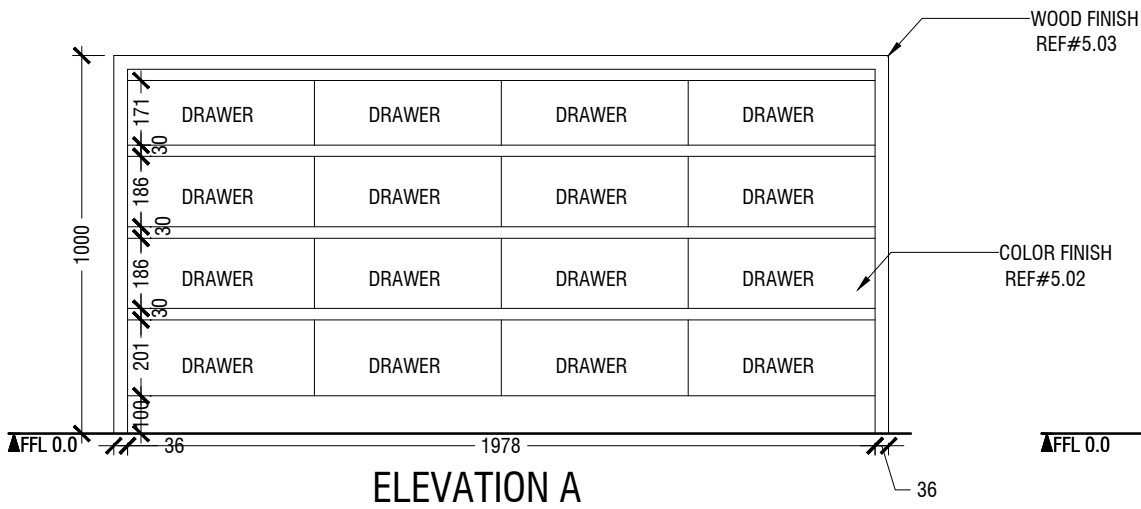 WOOD FINISH
REF#5.03
171
DRAWER DRAWER DRAWER DRAWER
30
186
DRAWER DRAWER DRAWER DRAWER
30
1000
COLOR FINISH
REF#5.02
186
DRAWER DRAWER DRAWER DRAWER
30
201
DRAWER DRAWER DRAWER DRAWER
100
FFL 0.0
36
1978
FFL 0.0
ELEVATION A
36